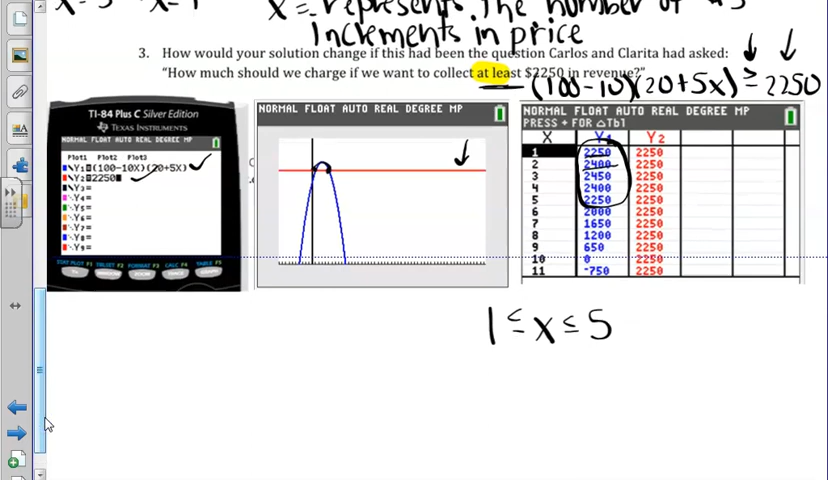 x = represents the number of
Increments in price
3. How would your solution change if this had been the question Carlos and Clarita had asked:
"How much should we charge if we want to collect at least $2250 in revenue?"
(100-10)(20+5x) ≥ 2250
TI-84 Plus C Silver Edition
TEXAS INSTRUMENTS
NORMAL FLOAT AUTO REAL DEGREE MP
Plot1 Plot2 Plot3
\Y1=(100-10X)(20+5X)
\Y2=2250
\Y3=
\Y4=
\Y5=
\Y6=
\Y7=
\Y8=
\Y9=
NORMAL FLOAT AUTO REAL DEGREE MP
NORMAL FLOAT AUTO REAL DEGREE MP
PRESS + FOR △Tbl
X Y1 Y2
1 2250 2250
2 2400 2250
3 2450 2250
4 2400 2250
5 2250 2250
6 2000 2250
7 1650 2250
8 1200 2250
9 650 2250
10 0 2250
11 -750 2250
1 ≤ x ≤ 5